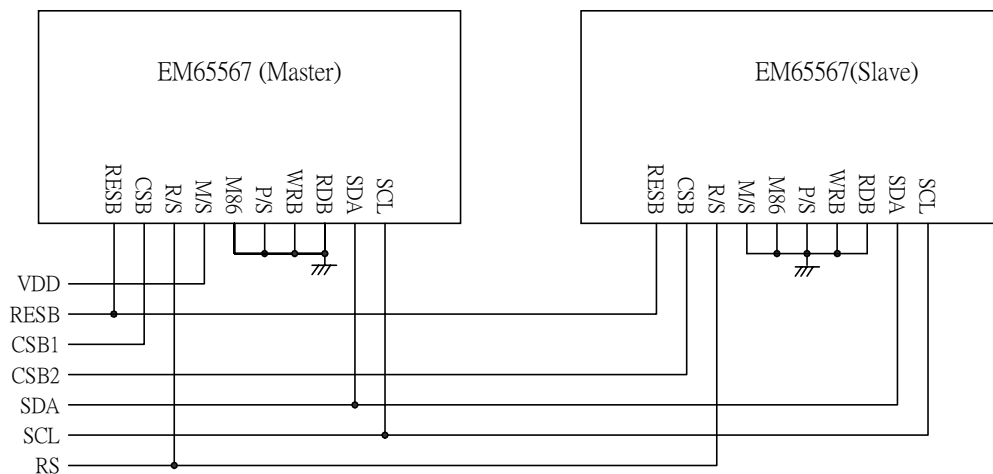 EM65567 (Master)
EM65567(Slave)
RESB
CSB
R/S
M/S
M86
P/S
WRB
RDB
SDA
SCL
RESB
CSB
R/S
M/S
M86
P/S
WRB
RDB
SDA
SCL
VDD
RESB
CSB1
CSB2
SDA
SCL
RS